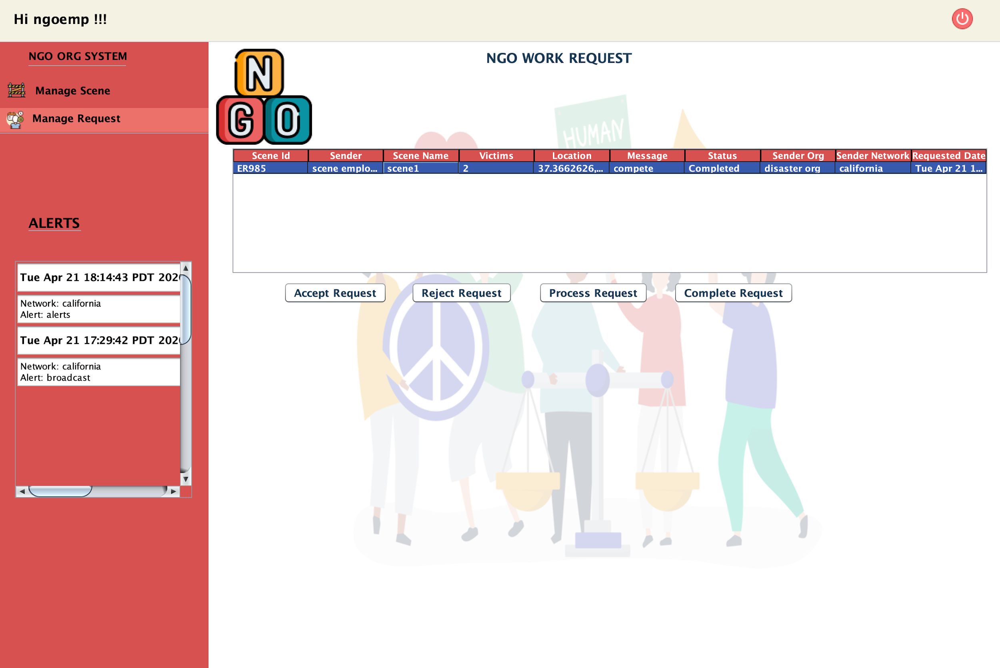 Hi ngoemp !!!
NGO ORG SYSTEM
Manage Scene
Manage Request
ALERTS
Tue Apr 21 18:14:43 PDT 202
Network: california
Alert: alerts
Tue Apr 21 17:29:42 PDT 202
Network: california
Alert: broadcast
N
G O
NGO WORK REQUEST
HUMAN
Scene Id Sender Scene Name Victims Location Message Status Sender Org Sender Network Requested Date
ER985 scene emplo... scene1 2 37.3662626,... compete Completed disaster org california Tue Apr 21 1...
Accept Request Reject Request Process Request Complete Request